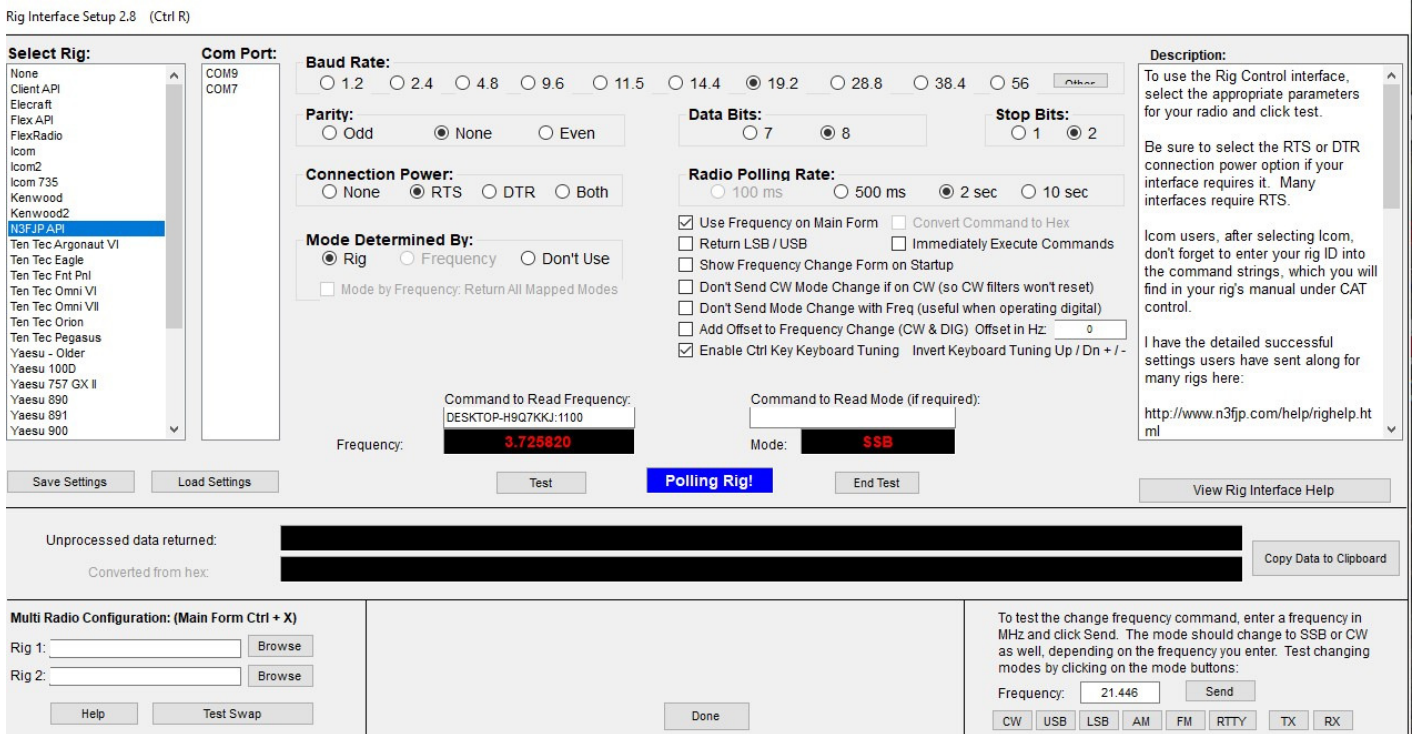 Rig Interface Setup 2.8 (Ctrl R)
Select Rig:
None
Client API
Elecraft
Flex API
FlexRadio
Icom
Icom2
Icom 735
Kenwood
Kenwood2
N3FJP API
Ten Tec Argonaut VI
Ten Tec Eagle
Ten Tec Fnt Pnl
Ten Tec Omni VI
Ten Tec Omni VII
Ten Tec Orion
Ten Tec Pegasus
Yaesu - Older
Yaesu 100D
Yaesu 757 GX II
Yaesu 890
Yaesu 891
Yaesu 900
Com Port:
COM9
COM7
Baud Rate:
1.2 2.4 4.8 9.6 11.5 14.4 19.2 28.8 38.4 56 Other
Parity:
Odd None Even
Data Bits:
7 8
Stop Bits:
1 2
Connection Power:
None RTS DTR Both
Radio Polling Rate:
100 ms 500 ms 2 sec 10 sec
Mode Determined By:
Rig Frequency Don't Use
Mode by Frequency: Return All Mapped Modes
Use Frequency on Main Form Convert Command to Hex
Return LSB / USB Immediately Execute Commands
Show Frequency Change Form on Startup
Don't Send CW Mode Change if on CW (so CW filters won't reset)
Don't Send Mode Change with Freq (useful when operating digital)
Add Offset to Frequency Change (CW & DIG) Offset in Hz: 0
Enable Ctrl Key Keyboard Tuning Invert Keyboard Tuning Up / Dn + / -
Command to Read Frequency:
DESKTOP-H9Q7KKJ:1100
Frequency: 3.725820
Command to Read Mode (if required):
Mode: SSB
Description:
To use the Rig Control interface,
select the appropriate parameters
for your radio and click test.
Be sure to select the RTS or DTR
connection power option if your
interface requires it. Many
interfaces require RTS.
Icom users, after selecting Icom,
don't forget to enter your rig ID into
the command strings, which you will
find in your rig's manual under CAT
control.
I have the detailed successful
settings users have sent along for
many rigs here:
http://www.n3fjp.com/help/righelp.ht
ml
Save Settings Load Settings Test Polling Rig! End Test View Rig Interface Help
Unprocessed data returned:
Converted from hex:
Copy Data to Clipboard
Multi Radio Configuration: (Main Form Ctrl + X)
Rig 1: Browse
Rig 2: Browse
Help Test Swap
Done
To test the change frequency command, enter a frequency in
MHz and click Send. The mode should change to SSB or CW
as well, depending on the frequency you enter. Test changing
modes by clicking on the mode buttons:
Frequency: 21.446 Send
CW USB LSB AM FM RTTY TX RX